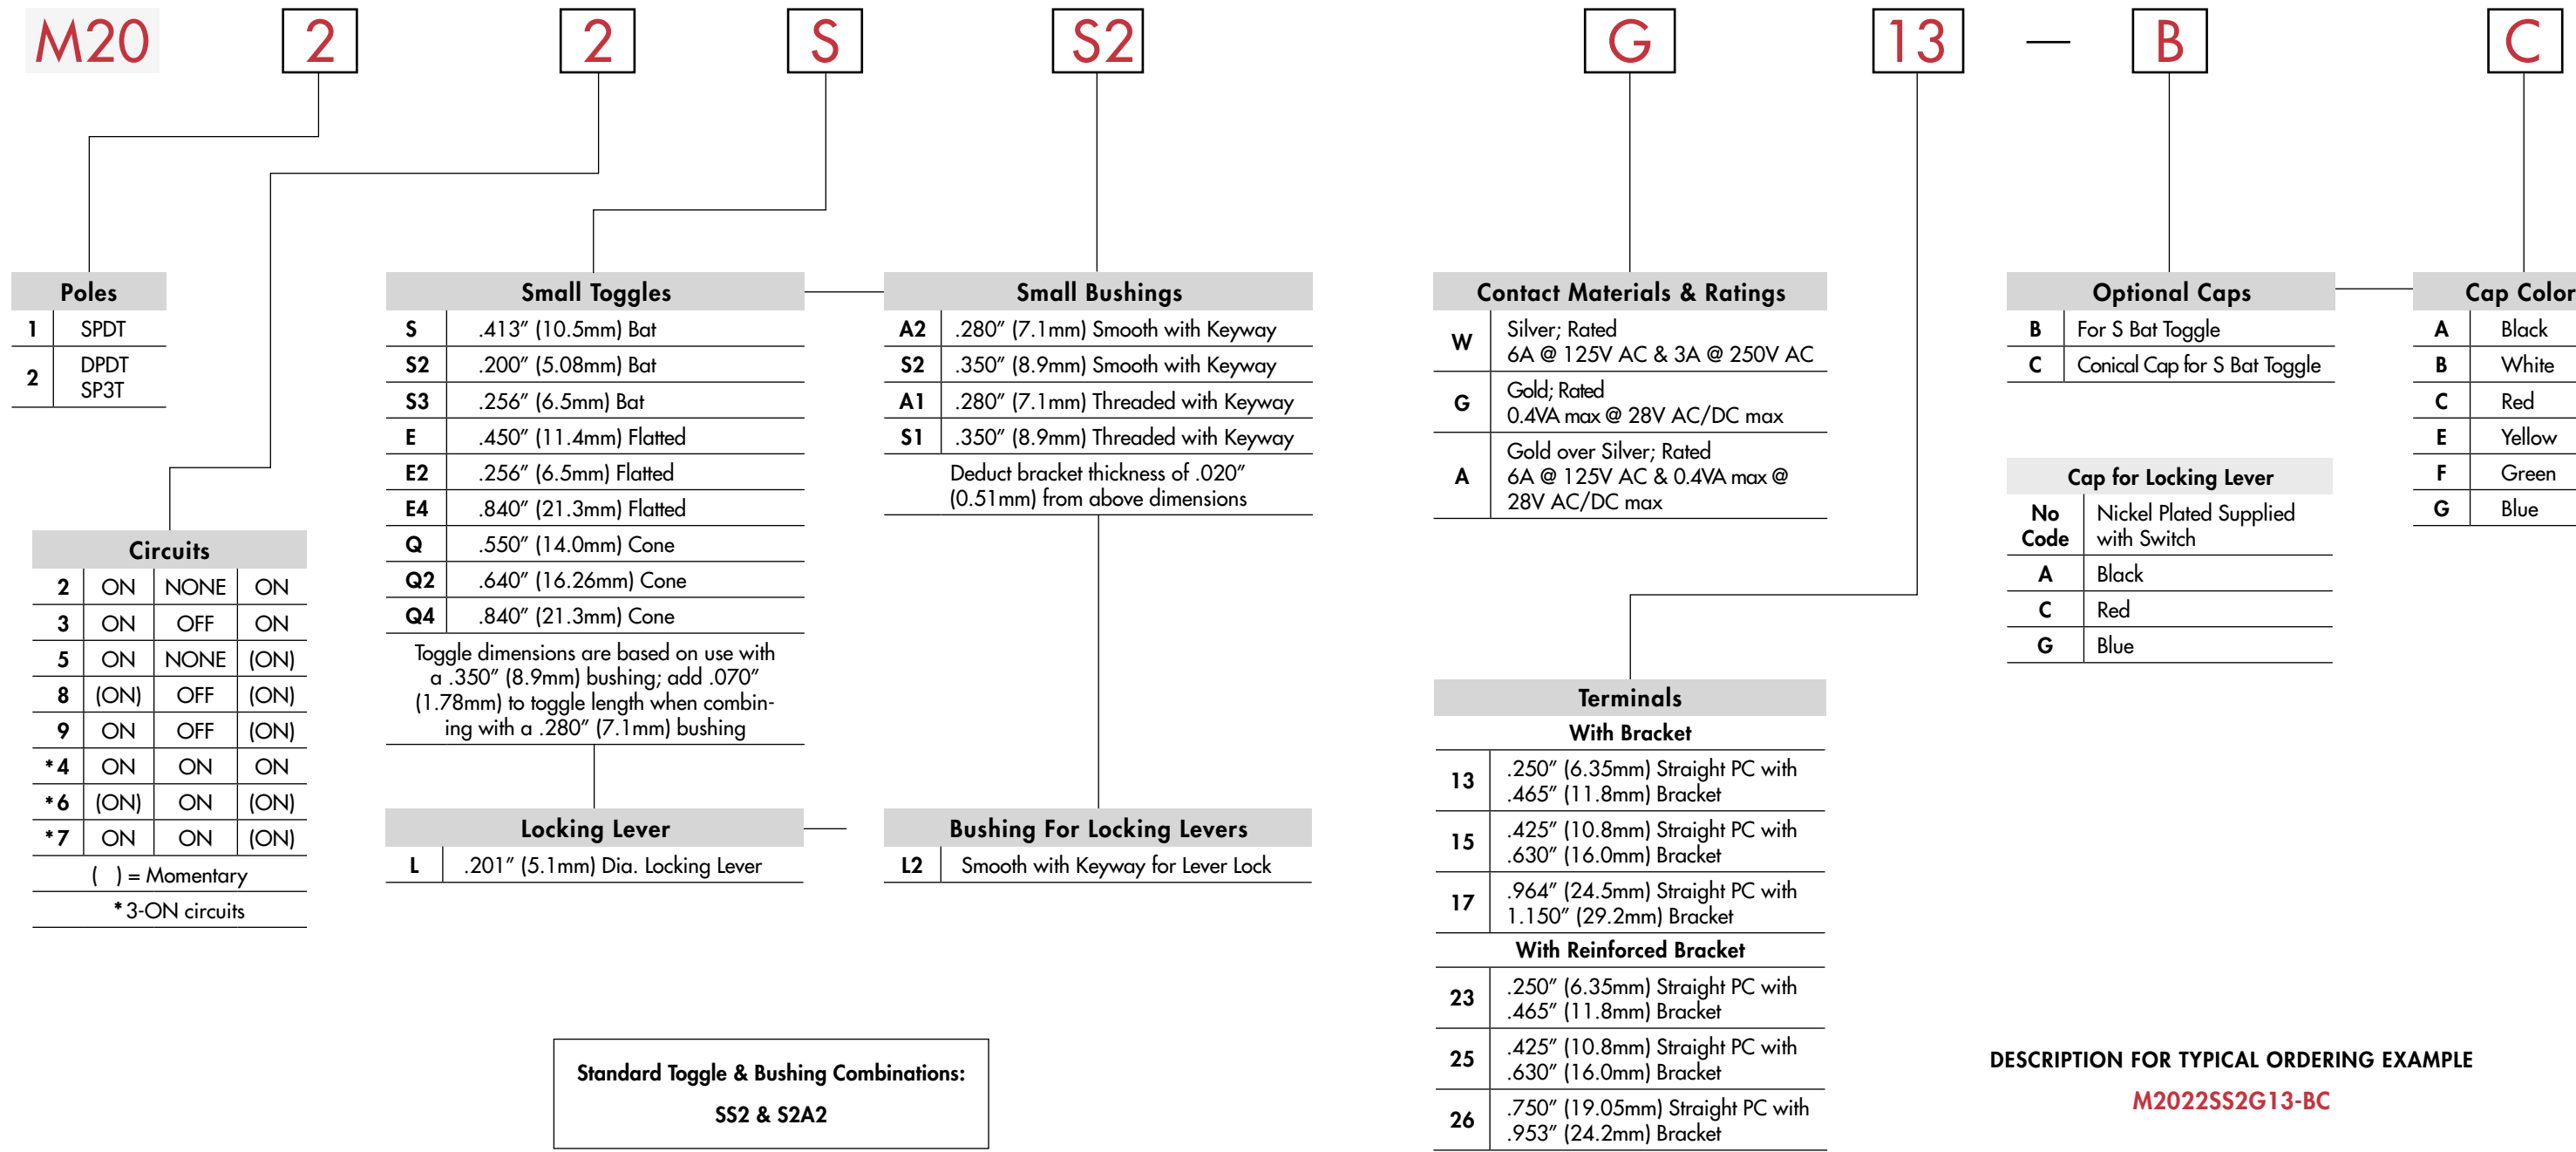 M20 2 2 S S2 G 13 — B C
Poles
1 SPDT
2 DPDT
SP3T
Circuits
2 ON NONE ON
3 ON OFF ON
5 ON NONE (ON)
8 (ON) OFF (ON)
9 ON OFF (ON)
*4 ON ON ON
*6 (ON) ON (ON)
*7 ON ON (ON)
( ) = Momentary
* 3-ON circuits
Small Toggles
S .413" (10.5mm) Bat
S2 .200" (5.08mm) Bat
S3 .256" (6.5mm) Bat
E .450" (11.4mm) Flatted
E2 .256" (6.5mm) Flatted
E4 .840" (21.3mm) Flatted
Q .550" (14.0mm) Cone
Q2 .640" (16.26mm) Cone
Q4 .840" (21.3mm) Cone
Toggle dimensions are based on use with
a .350" (8.9mm) bushing; add .070"
(1.78mm) to toggle length when combin-
ing with a .280" (7.1mm) bushing
Locking Lever
L .201" (5.1mm) Dia. Locking Lever
Small Bushings
A2 .280" (7.1mm) Smooth with Keyway
S2 .350" (8.9mm) Smooth with Keyway
A1 .280" (7.1mm) Threaded with Keyway
S1 .350" (8.9mm) Threaded with Keyway
Deduct bracket thickness of .020"
(0.51mm) from above dimensions
Bushing For Locking Levers
L2 Smooth with Keyway for Lever Lock
Standard Toggle & Bushing Combinations:
SS2 & S2A2
Contact Materials & Ratings
W Silver; Rated
6A @ 125V AC & 3A @ 250V AC
G Gold; Rated
0.4VA max @ 28V AC/DC max
A Gold over Silver; Rated
6A @ 125V AC & 0.4VA max @
28V AC/DC max
Terminals
With Bracket
13 .250" (6.35mm) Straight PC with
.465" (11.8mm) Bracket
15 .425" (10.8mm) Straight PC with
.630" (16.0mm) Bracket
17 .964" (24.5mm) Straight PC with
1.150" (29.2mm) Bracket
With Reinforced Bracket
23 .250" (6.35mm) Straight PC with
.465" (11.8mm) Bracket
25 .425" (10.8mm) Straight PC with
.630" (16.0mm) Bracket
26 .750" (19.05mm) Straight PC with
.953" (24.2mm) Bracket
Optional Caps
B For S Bat Toggle
C Conical Cap for S Bat Toggle
Cap for Locking Lever
No
Code Nickel Plated Supplied
with Switch
A Black
C Red
G Blue
Cap Color
A Black
B White
C Red
E Yellow
F Green
G Blue
DESCRIPTION FOR TYPICAL ORDERING EXAMPLE
M2022SS2G13-BC